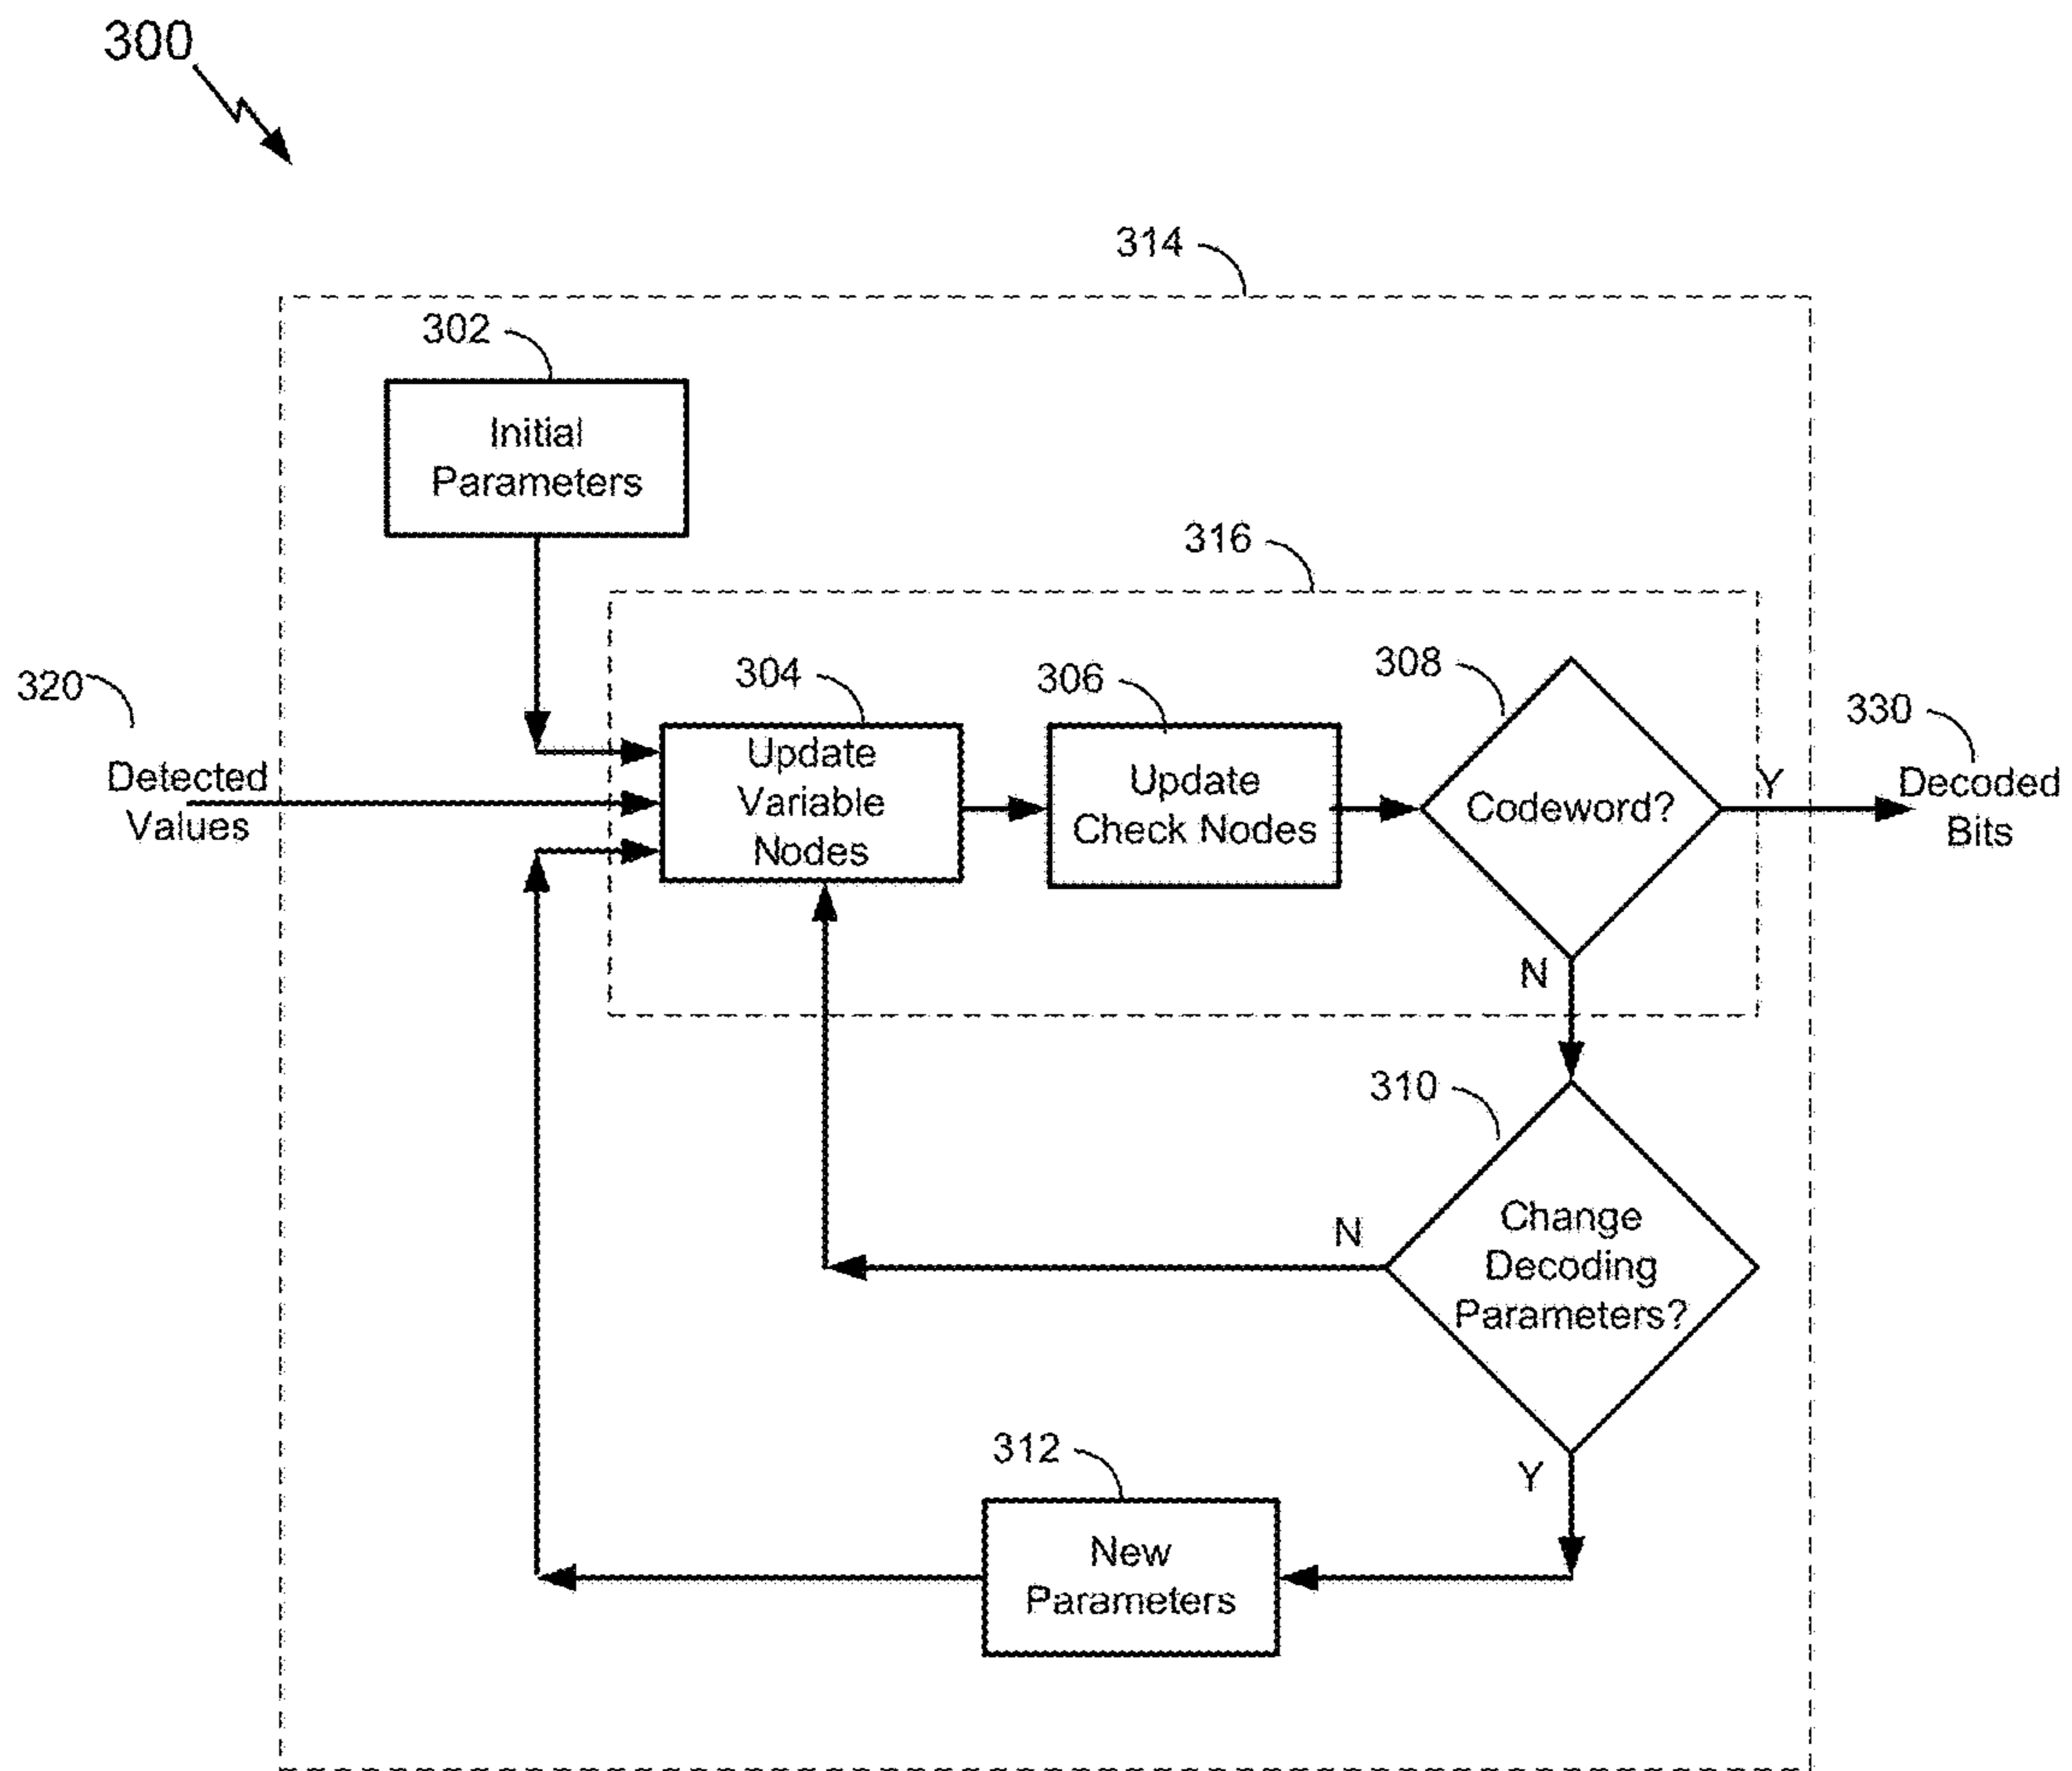 300
314
302
Initial
Parameters
316
320
304
306
308
330
Detected
Values
Update
Variable
Nodes
Update
Check Nodes
Codeword?
Y
Decoded
Bits
N
310
N
Change
Decoding
Parameters?
312
Y
New
Parameters